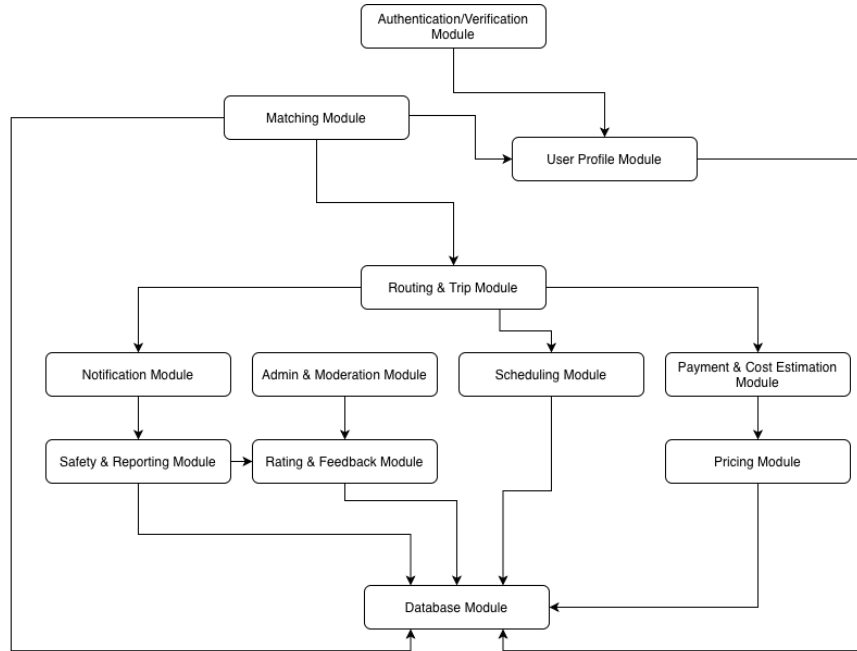 Authentication/Verification
Module
Matching Module
User Profile Module
Routing & Trip Module
Notification Module
Admin & Moderation Module
Scheduling Module
Payment & Cost Estimation
Module
Safety & Reporting Module
Rating & Feedback Module
Pricing Module
Database Module